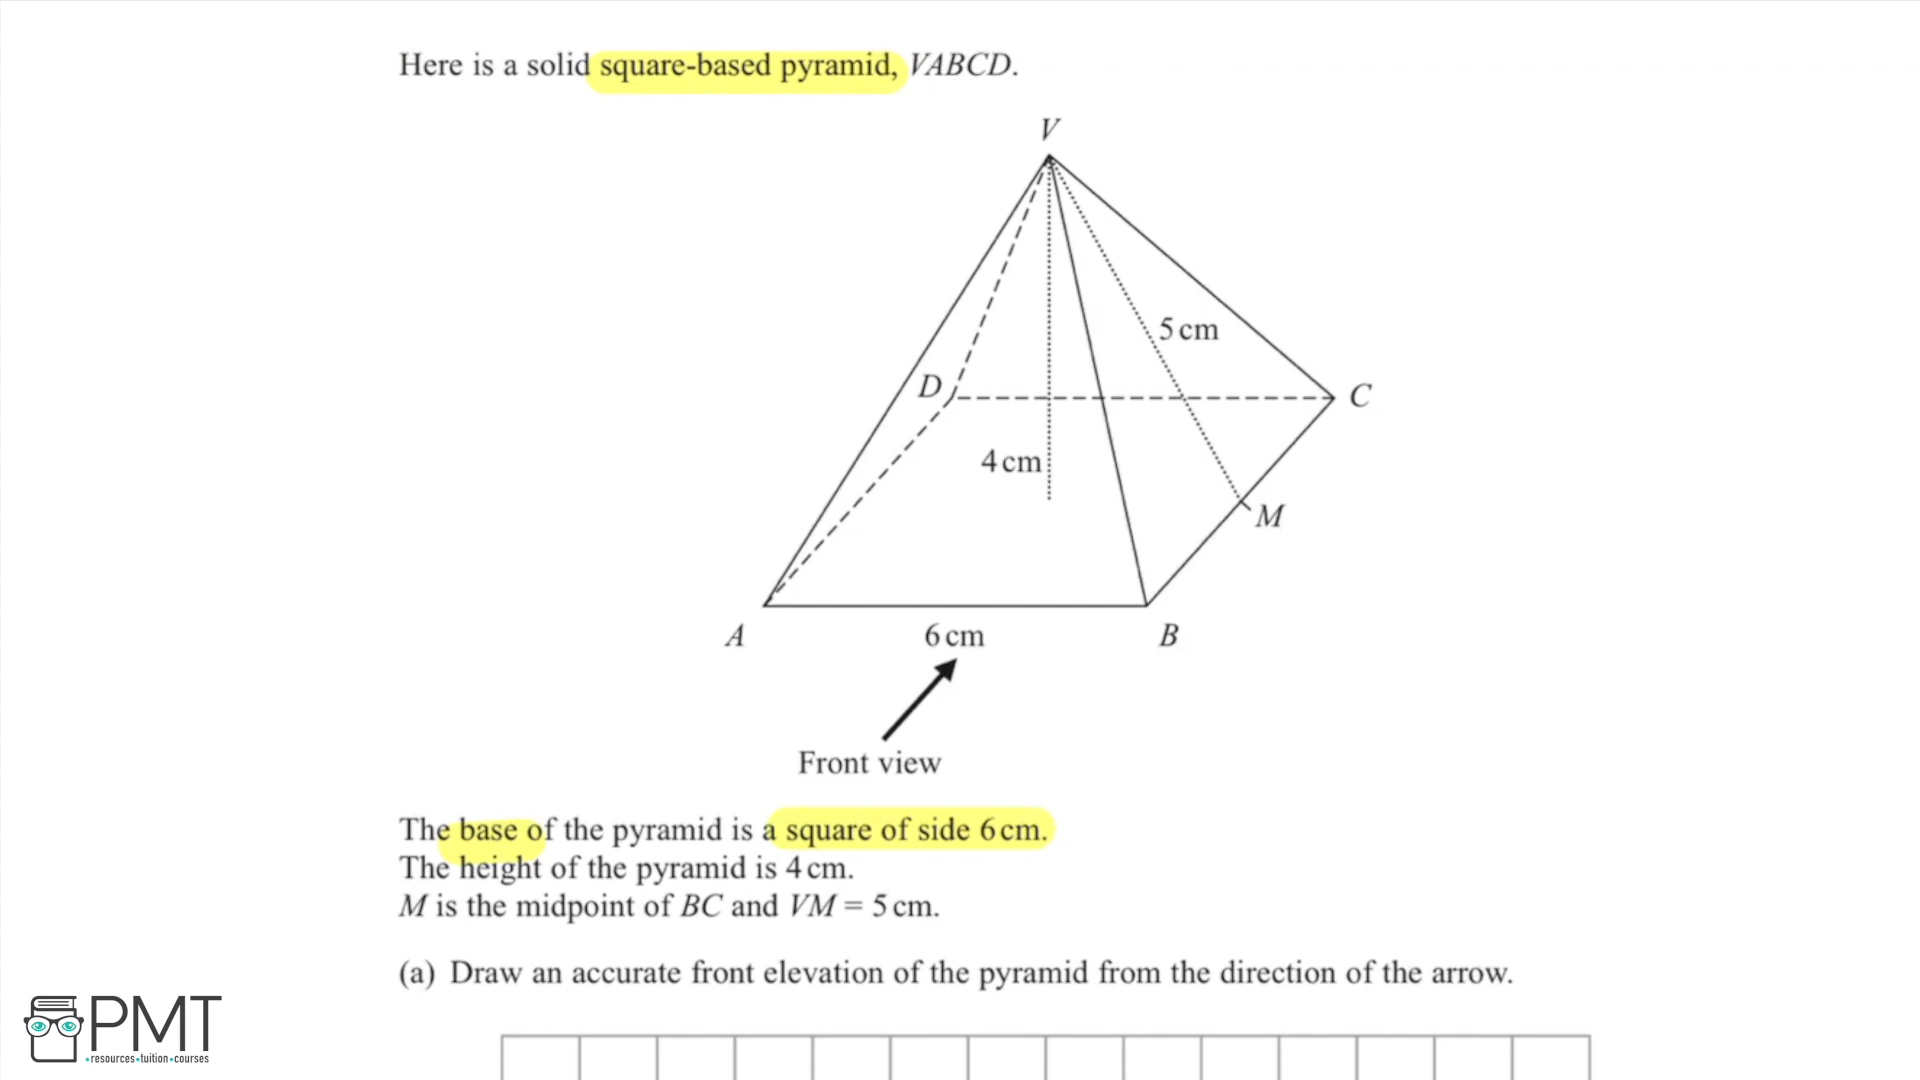 Here is a solid square-based pyramid, VABCD.
V
5 cm
D
C
4 cm
M
A
6 cm
B
Front view
The base of the pyramid is a square of side 6 cm.
The height of the pyramid is 4 cm.
M is the midpoint of BC and VM = 5 cm.
(a) Draw an accurate front elevation of the pyramid from the direction of the arrow.
PMT
•resources•tuition•courses